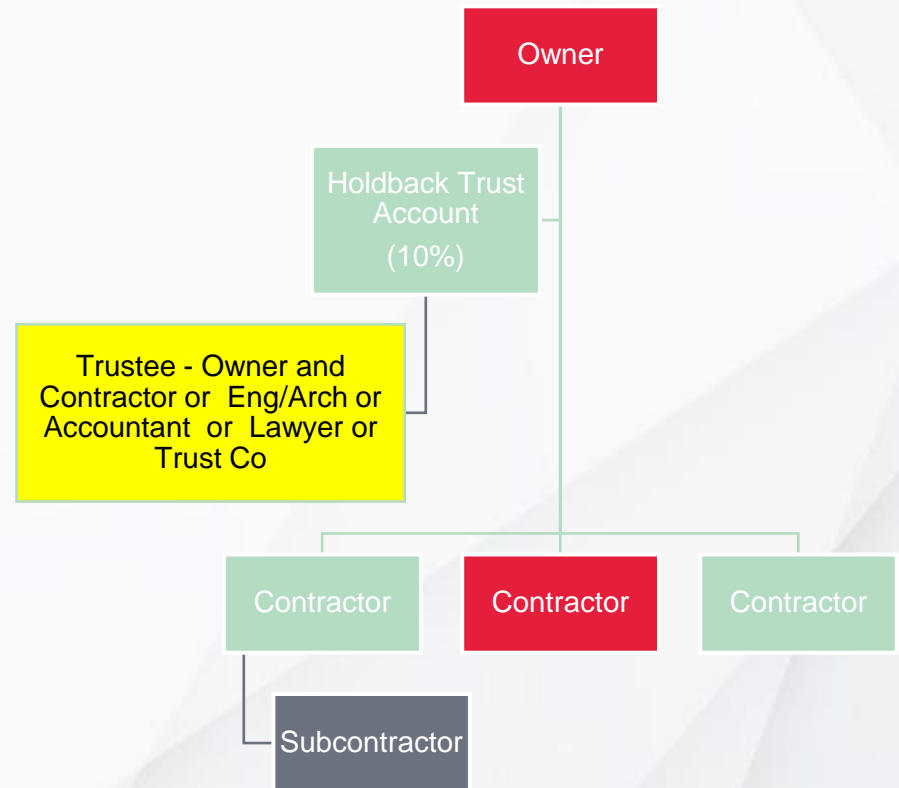 Owner
Holdback Trust
Account
(10%)
Trustee - Owner and
Contractor or Eng/Arch or
Accountant or Lawyer or
Trust Co
Contractor
Contractor
Contractor
Subcontractor